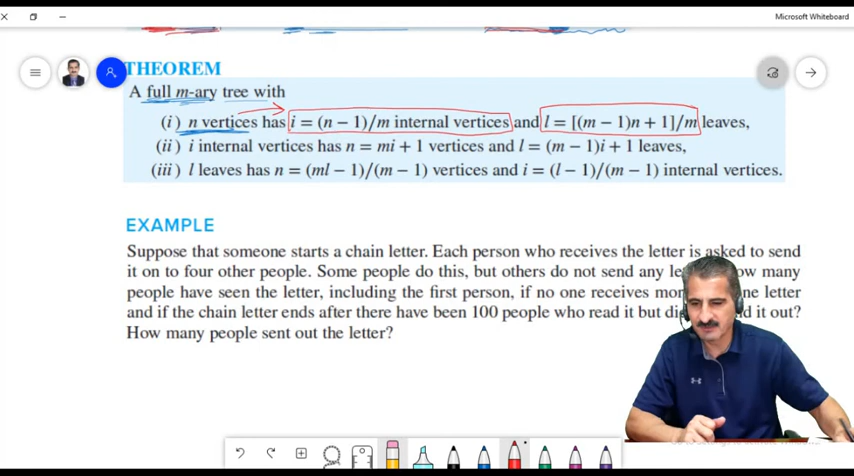 Microsoft Whiteboard
THEOREM
A full m-ary tree with
(i) n vertices has i = (n − 1)/m internal vertices and l = [(m − 1)n + 1]/m leaves,
(ii) i internal vertices has n = mi + 1 vertices and l = (m − 1)i + 1 leaves,
(iii) l leaves has n = (ml − 1)/(m − 1) vertices and i = (l − 1)/(m − 1) internal vertices.
EXAMPLE
Suppose that someone starts a chain letter. Each person who receives the letter is asked to send
it on to four other people. Some people do this, but others do not send any
people have seen the letter, including the first person, if no one receives letter
and if the chain letter ends after there have been 100 people who read it but out?
How many people sent out the letter?